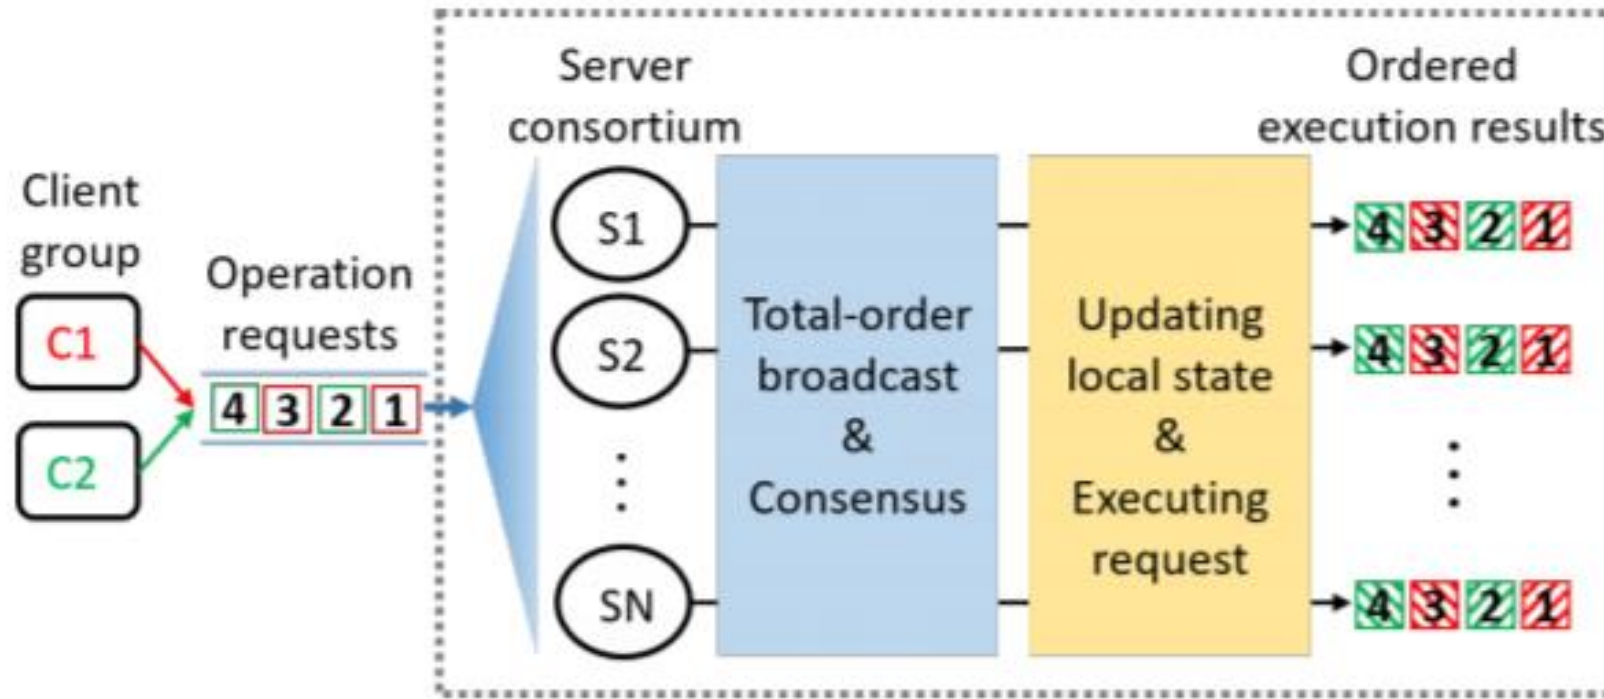 Client
group
C1
C2
Operation
requests
4 3 2 1
Server
consortium
S1
S2
SN
Total-order
broadcast
&
Consensus
Updating
local state
&
Executing
request
Ordered
execution results
4 3 2 1
4 3 2 1
4 3 2 1